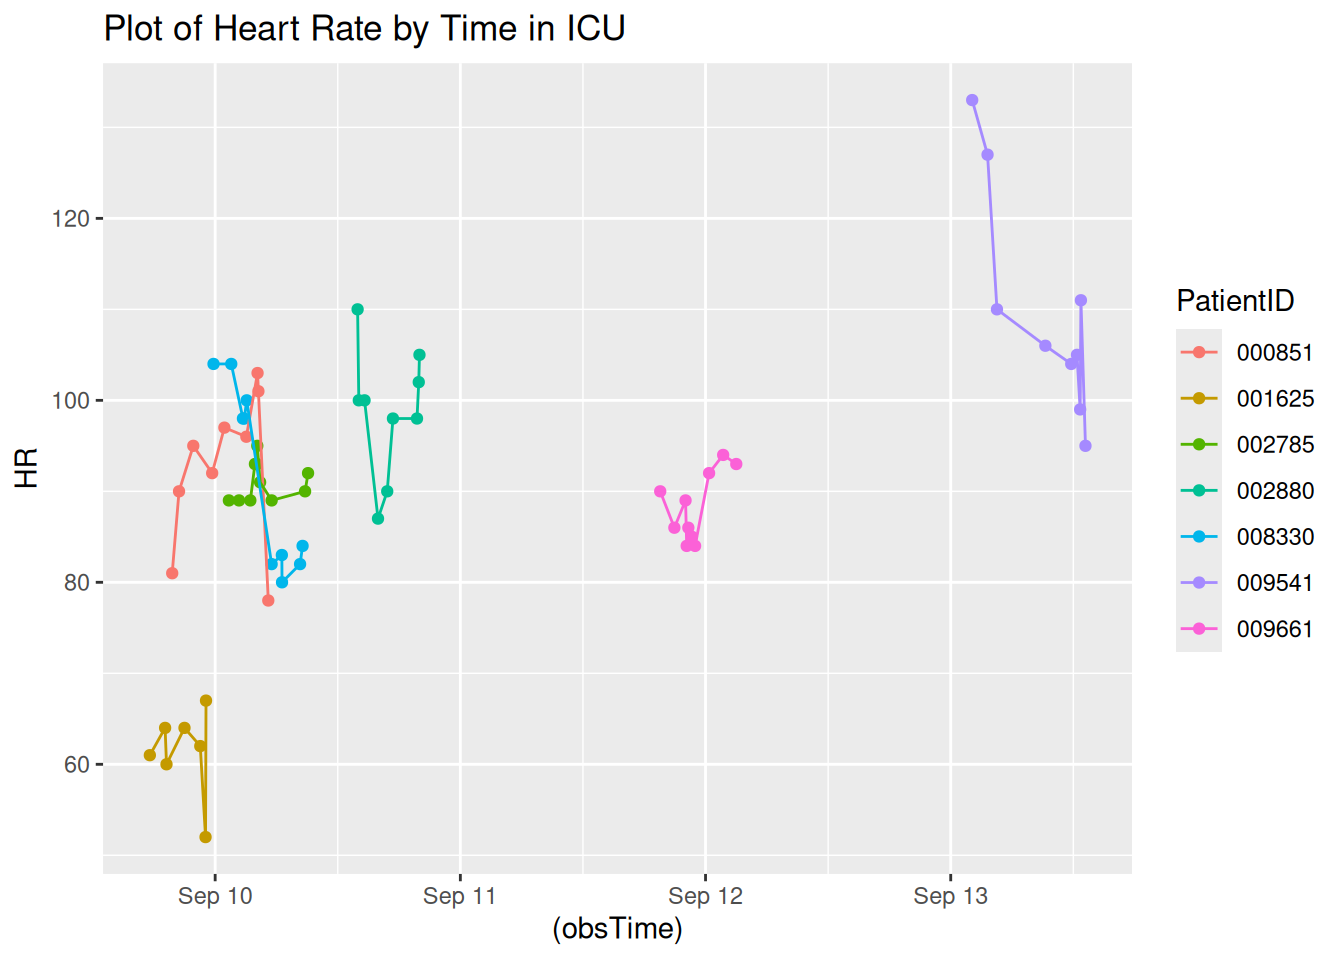 Plot of Heart Rate by Time in ICU
HR
120
100
80
60
Sep 10
Sep 11
Sep 12
Sep 13
(obsTime)
PatientID
000851
001625
002785
002880
008330
009541
009661